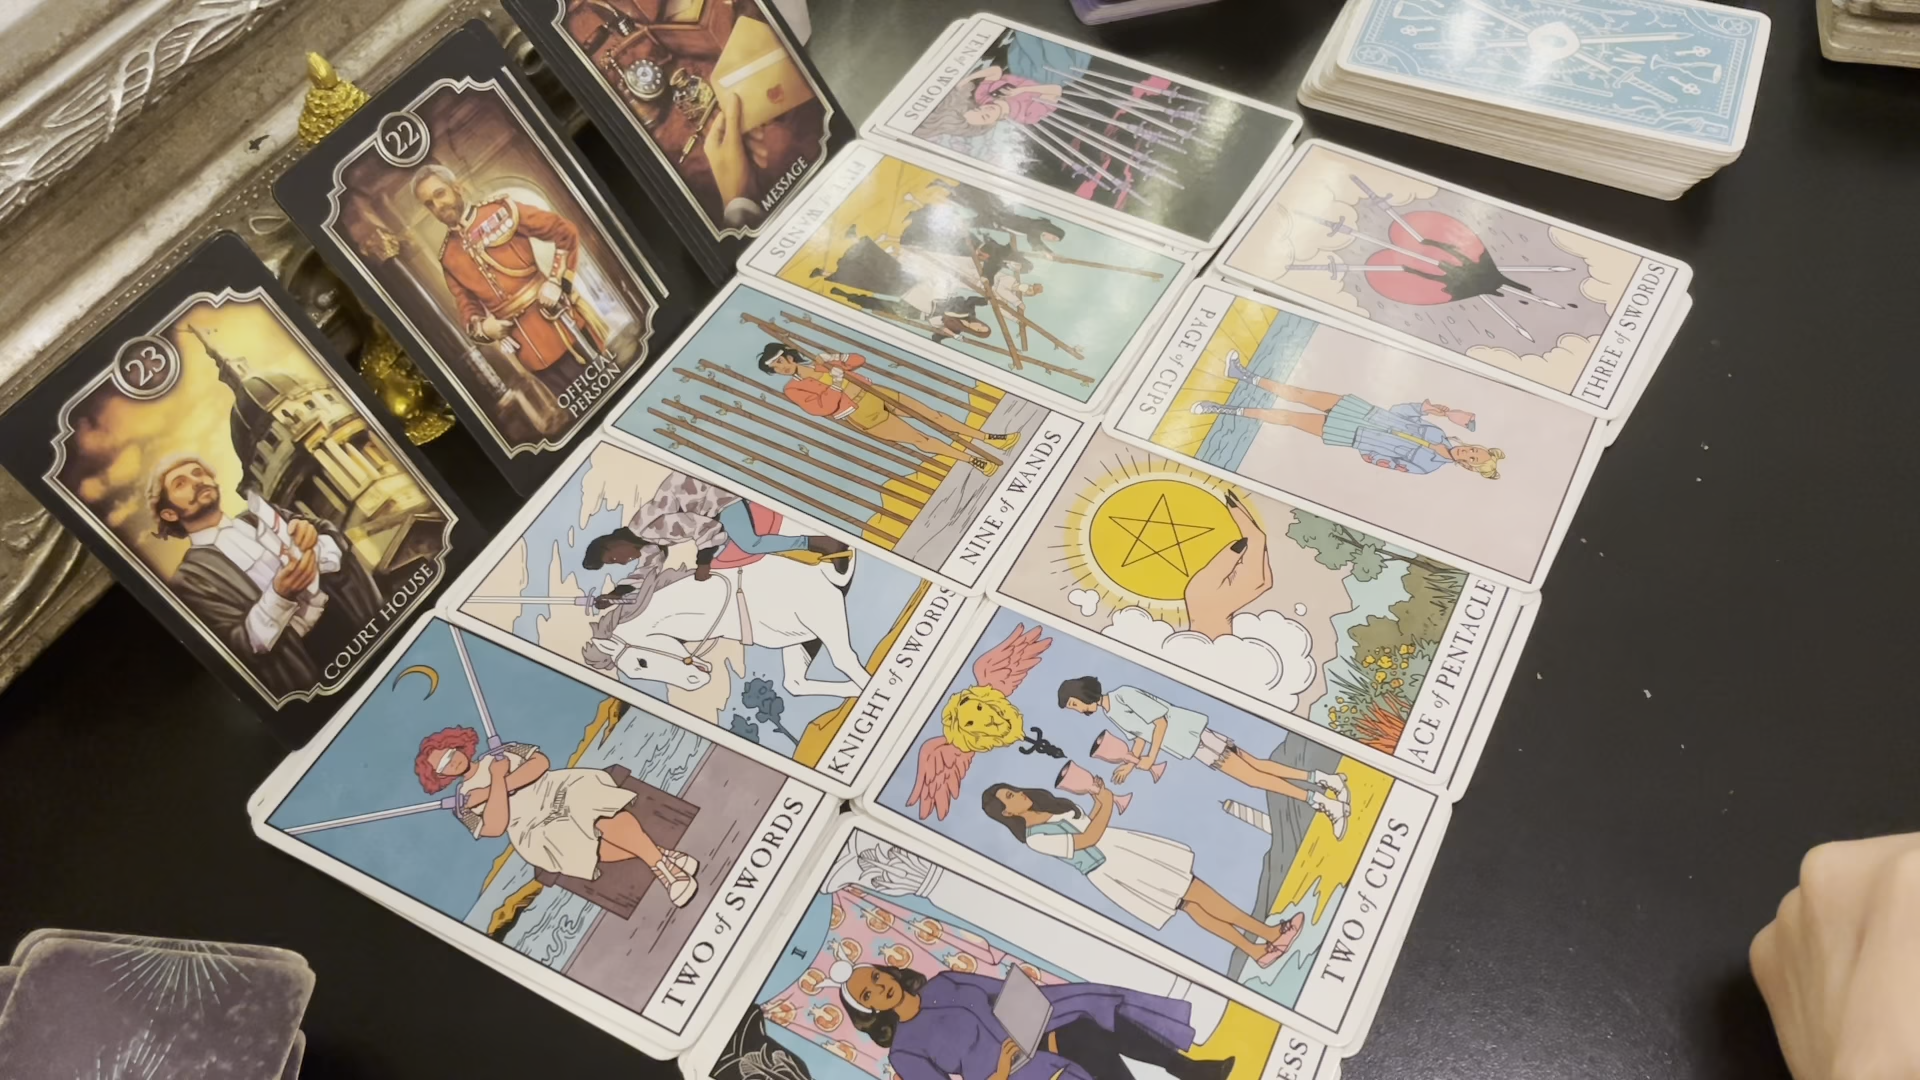 23
COURT HOUSE
22
OFFICIAL
PERSON
MESSAGE
TEN of SWORDS
FIVE of WANDS
NINE of WANDS
KNIGHT of SWORDS
TWO of SWORDS
THREE of SWORDS
PAGE of CUPS
ACE of PENTACLE
TWO of CUPS
II
ESS